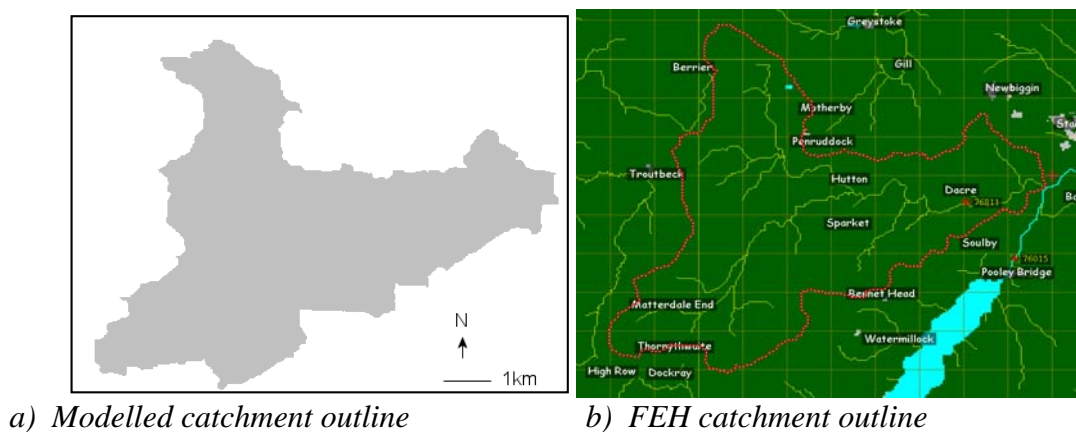 N
1km
a) Modelled catchment outline
Greystoke
Berrier
Gill
Newbiggin
Motherby
Penruddock
Troutbeck
Hutton
Dacre
76811
Sparket
Soulby
76015
Pooley Bridge
Bennet Head
Matterdale End
Watermillock
Thornythwaite
High Row
Dockray
b) FEH catchment outline